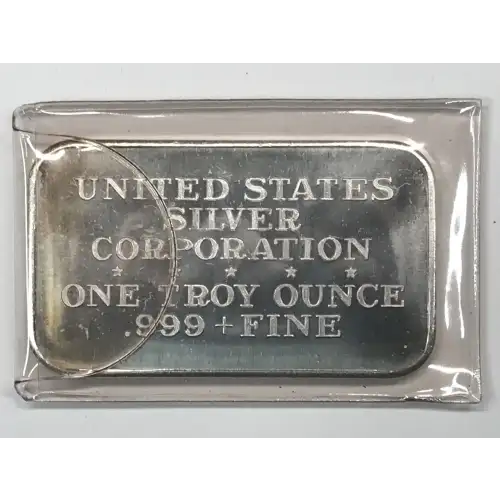 UNITED STATES
SILVER
CORPORATION
★ ★ ★ ★ ★
ONE TROY OUNCE
.999 + FINE